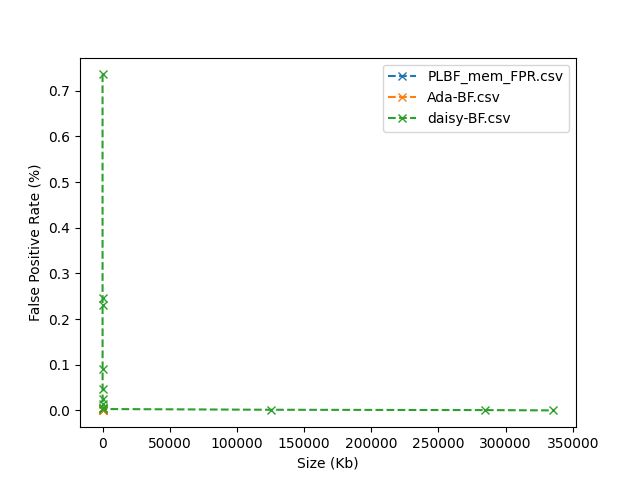 PLBF_mem_FPR.csv
Ada-BF.csv
daisy-BF.csv
False Positive Rate (%)
0.7
0.6
0.5
0.4
0.3
0.2
0.1
0.0
0 50000 100000 150000 200000 250000 300000 350000
Size (Kb)